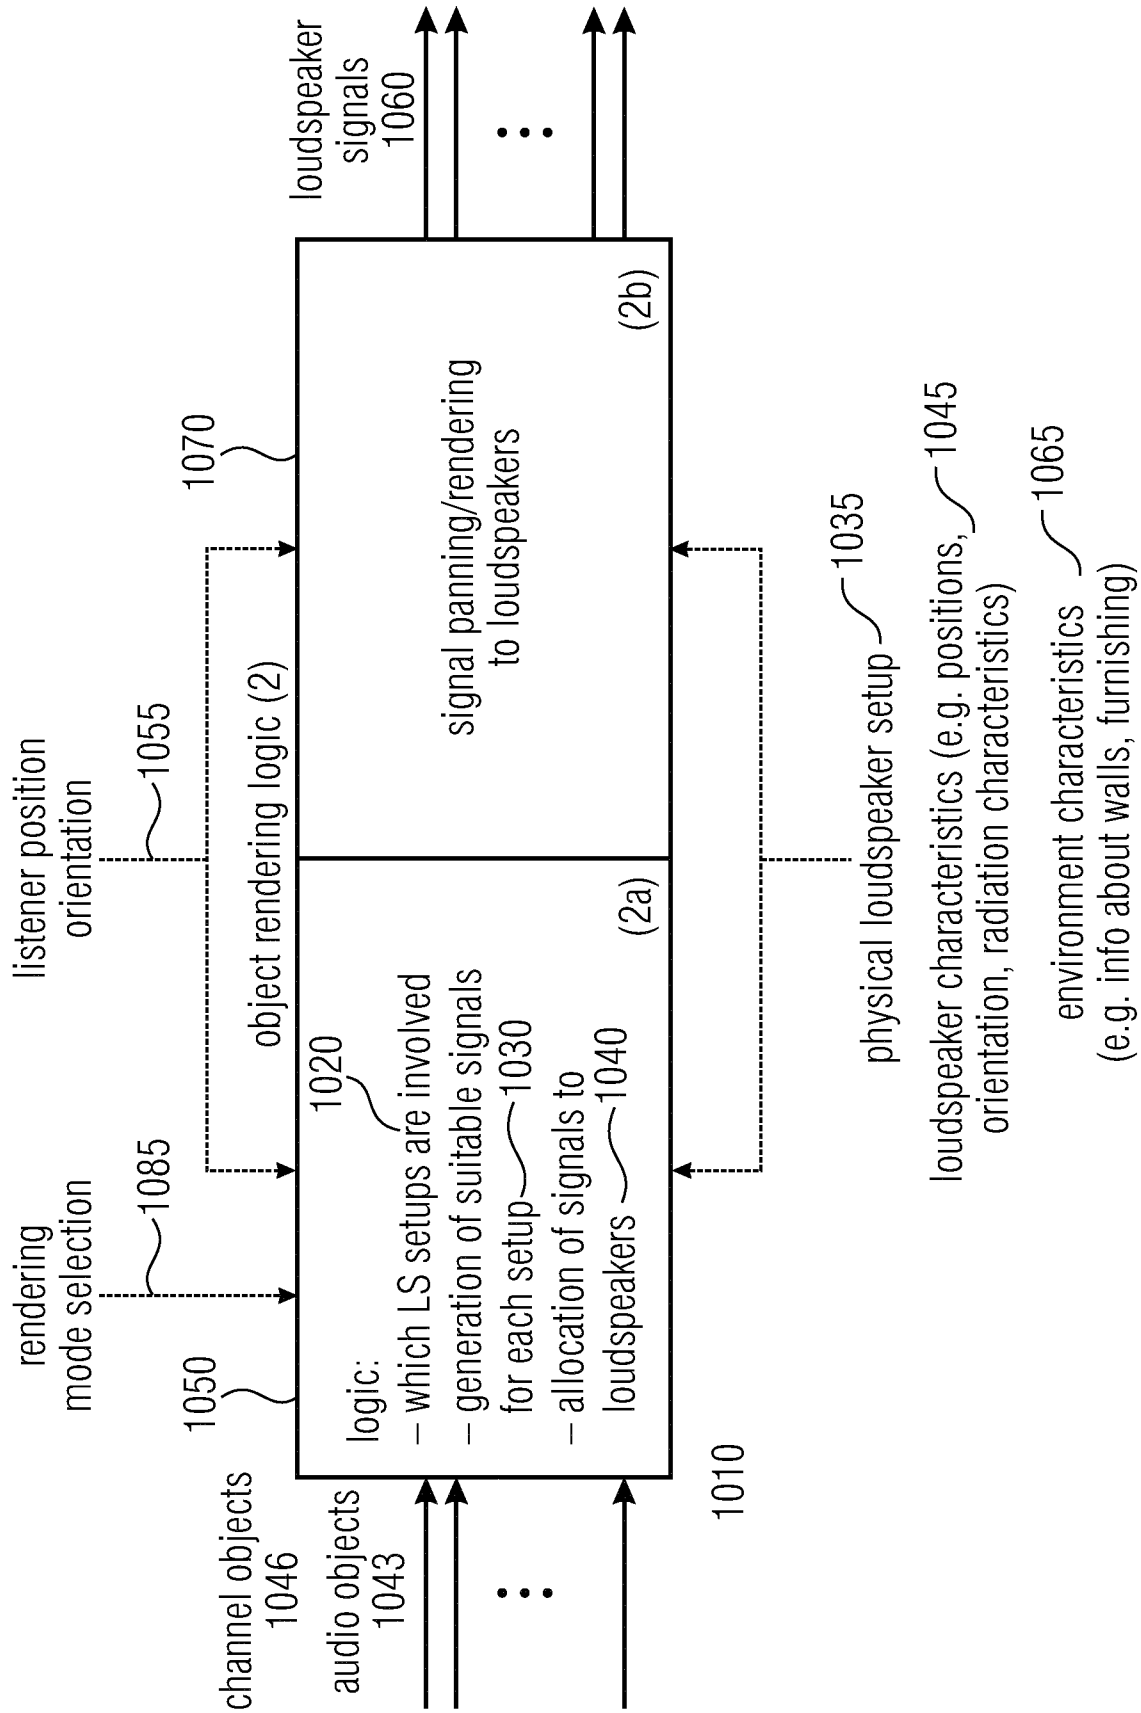 rendering
mode selection
1085
listener position
orientation
1055
channel objects
1046
audio objects
1043
1050
object rendering logic (2)
1070
loudspeaker
signals
1060
logic:
– which LS setups are involved
1020
– generation of suitable signals
for each setup
1030
– allocation of signals to
loudspeakers
1040
(2a)
signal panning/rendering
to loudspeakers
(2b)
1010
physical loudspeaker setup
1035
loudspeaker characteristics (e.g. positions,
orientation, radiation characteristics)
1045
environment characteristics
(e.g. info about walls, furnishing)
1065